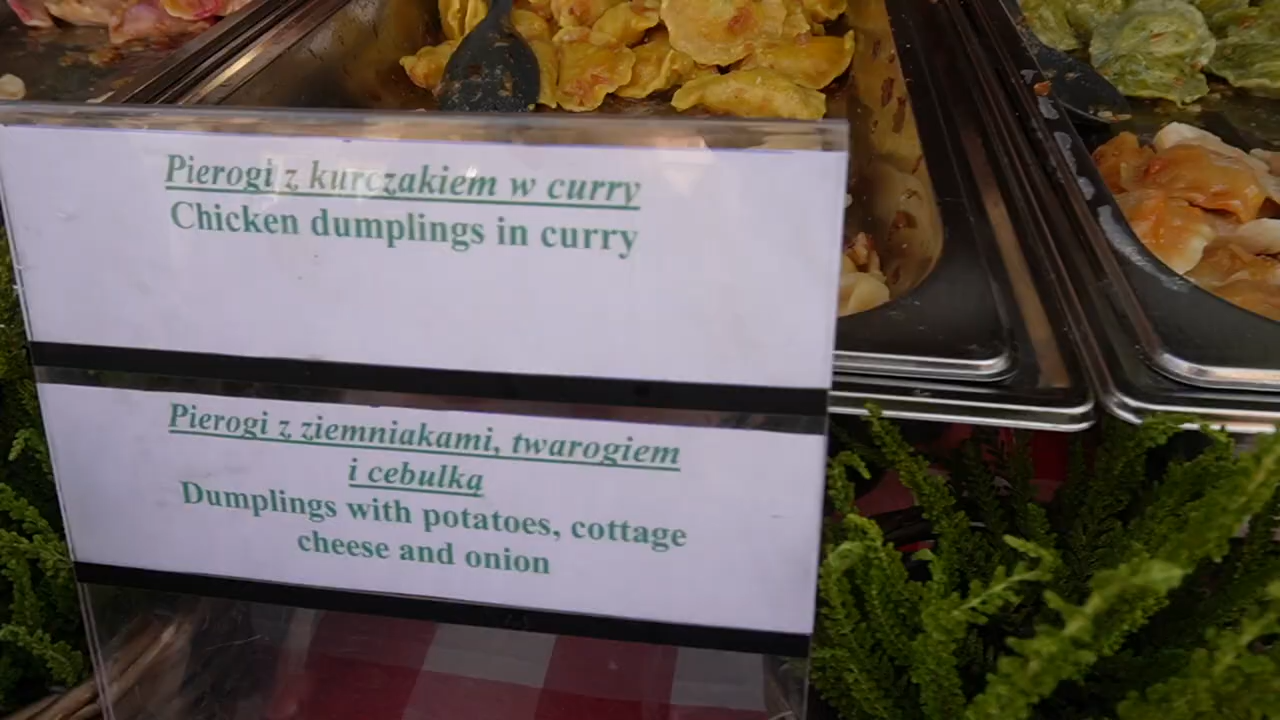 Pierogi z kurczakiem w curry
Chicken dumplings in curry
Pierogi z ziemniakami, twarogiem
i cebulką
Dumplings with potatoes, cottage
cheese and onion